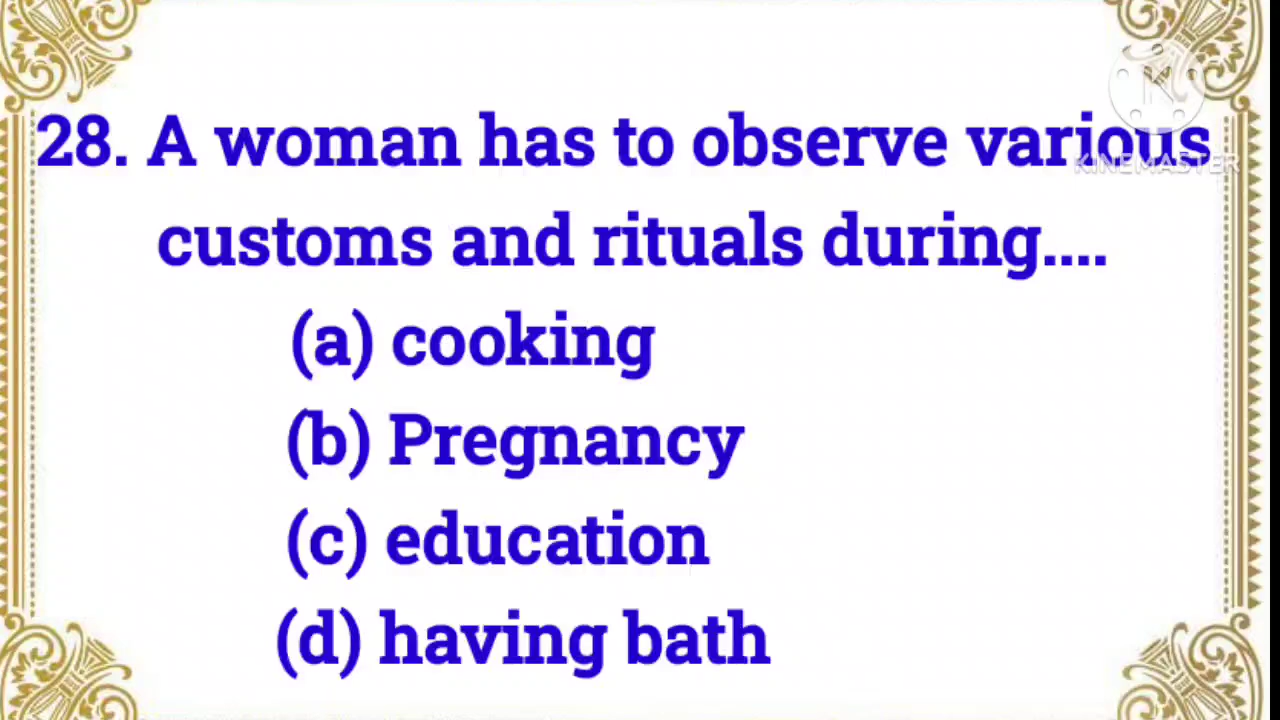 28. A woman has to observe various
KINEMASTER
customs and rituals during....
(a) cooking
(b) Pregnancy
(c) education
(d) having bath